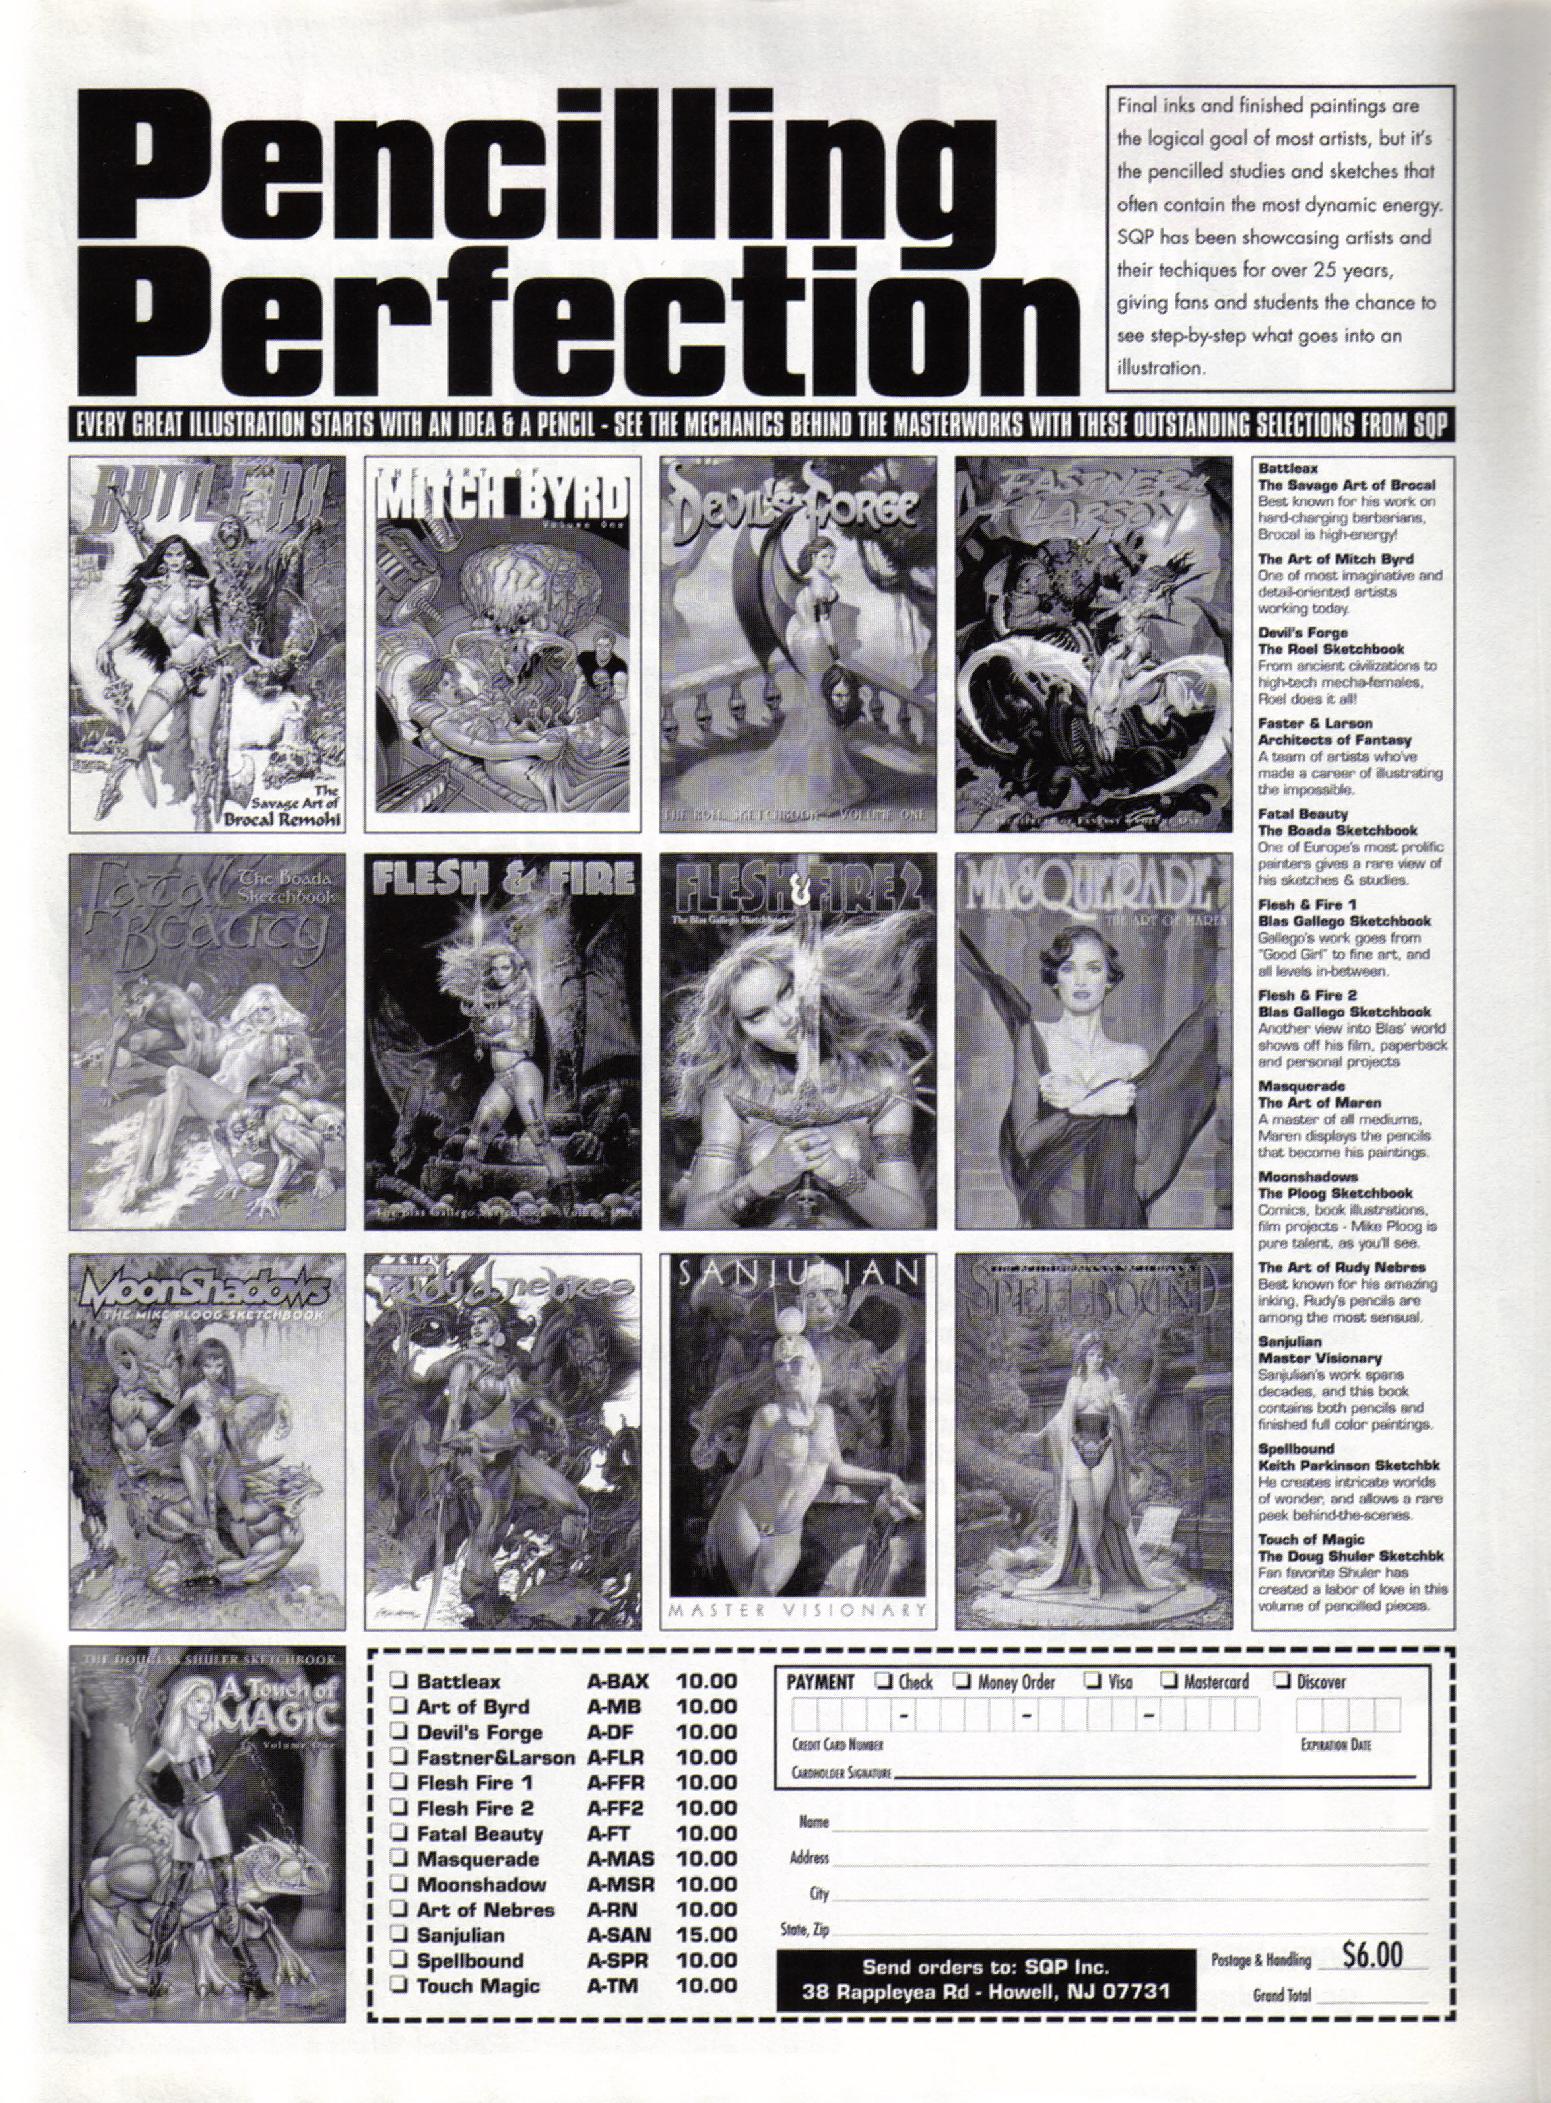 Pencilling
Perfection
Final inks and finished paintings are
the logical goal of most artists, but it's
the pencilled studies and sketches that
often contain the most dynamic energy.
SQP has been showcasing artists and
their techiques for over 25 years,
giving fans and students the chance to
see step-by-step what goes into an
illustration.
EVERY GREAT ILLUSTRATION STARTS WITH AN IDEA & A PENCIL - SEE THE MECHANICS BEHIND THE MASTERWORKS WITH THESE OUTSTANDING SELECTIONS FROM SQP
BATTLEAX
The
Savage Art of
Brocal Remohi
THE ART OF
MITCH BYRD
Volume One
DEVIL'S FORGE
THE ROEL SKETCHBOOK - VOLUME ONE
FASTNER &
LARSON
Fatal
Beauty
The Boada
Sketchbook
FLESH & FIRE
The Blas Gallego Sketchbook - Volume One
FLESH & FIRE 2
The Blas Gallego Sketchbook
MASQUERADE
THE ART OF MAREN
MoonShadows
THE MIKE PLOOG SKETCHBOOK
rudy nebres
SANJULIAN
MASTER VISIONARY
SPELLBOUND
THE DOUGLAS SHULER SKETCHBOOK
A Touch of
MAGIC
Volume One
Battleax
The Savage Art of Brocal
Best known for his work on
hard-charging barbarians,
Brocal is high-energy!
The Art of Mitch Byrd
One of most imaginative and
detail-oriented artists
working today.
Devil's Forge
The Roel Sketchbook
From ancient civilizations to
high-tech mecha-females,
Roel does it all!
Faster & Larson
Architects of Fantasy
A team of artists who've
made a career of illustrating
the impossible.
Fatal Beauty
The Boada Sketchbook
One of Europe's most prolific
painters gives a rare view of
his sketches & studies.
Flesh & Fire 1
Blas Gallego Sketchbook
Gallego's work goes from
"Good Girl" to fine art, and
all levels in-between.
Flesh & Fire 2
Blas Gallego Sketchbook
Another view into Blas' world
shows off his film, paperback
and personal projects
Masquerade
The Art of Maren
A master of all mediums,
Maren displays the pencils
that become his paintings.
Moonshadows
The Ploog Sketchbook
Comics, book illustrations,
film projects - Mike Ploog is
pure talent, as you'll see.
The Art of Rudy Nebres
Best known for his amazing
inking, Rudy's pencils are
among the most sensual.
Sanjulian
Master Visionary
Sanjulian's work spans
decades, and this book
contains both pencils and
finished full color paintings.
Spellbound
Keith Parkinson Sketchbk
He creates intricate worlds
of wonder, and allows a rare
peek behind-the-scenes.
Touch of Magic
The Doug Shuler Sketchbk
Fan favorite Shuler has
created a labor of love in this
volume of pencilled pieces.
Battleax A-BAX 10.00
Art of Byrd A-MB 10.00
Devil's Forge A-DF 10.00
Fastner&Larson A-FLR 10.00
Flesh Fire 1 A-FFR 10.00
Flesh Fire 2 A-FF2 10.00
Fatal Beauty A-FT 10.00
Masquerade A-MAS 10.00
Moonshadow A-MSR 10.00
Art of Nebres A-RN 10.00
Sanjulian A-SAN 15.00
Spellbound A-SPR 10.00
Touch Magic A-TM 10.00
PAYMENT Check Money Order Visa Mastercard Discover
Credit Card Number Expiration Date
Cardholder Signature
Name
Address
City
State, Zip
Send orders to: SQP Inc.
38 Rappleyea Rd - Howell, NJ 07731
Postage & Handling $6.00
Grand Total